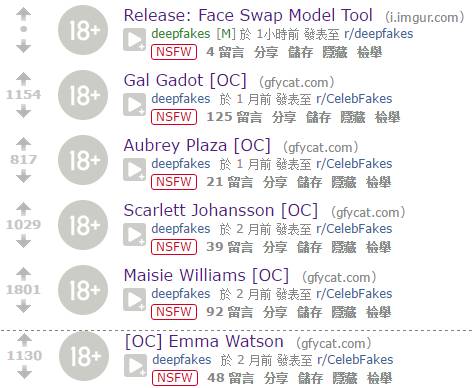 18+ Release: Face Swap Model Tool (i.imgur.com)
deepfakes [M] 於 1小時前 發表至 r/deepfakes
NSFW 4 留言 分享 儲存 隱藏 檢舉
1154 18+ Gal Gadot [OC] (gfycat.com)
deepfakes 於 1 月前 發表至 r/CelebFakes
NSFW 125 留言 分享 儲存 隱藏 檢舉
817 18+ Aubrey Plaza [OC] (gfycat.com)
deepfakes 於 1 月前 發表至 r/CelebFakes
NSFW 21 留言 分享 儲存 隱藏 檢舉
1029 18+ Scarlett Johansson [OC] (gfycat.com)
deepfakes 於 2 月前 發表至 r/CelebFakes
NSFW 39 留言 分享 儲存 隱藏 檢舉
1801 18+ Maisie Williams [OC] (gfycat.com)
deepfakes 於 2 月前 發表至 r/CelebFakes
NSFW 92 留言 分享 儲存 隱藏 檢舉
1130 18+ [OC] Emma Watson (gfycat.com)
deepfakes 於 2 月前 發表至 r/CelebFakes
NSFW 48 留言 分享 儲存 隱藏 檢舉